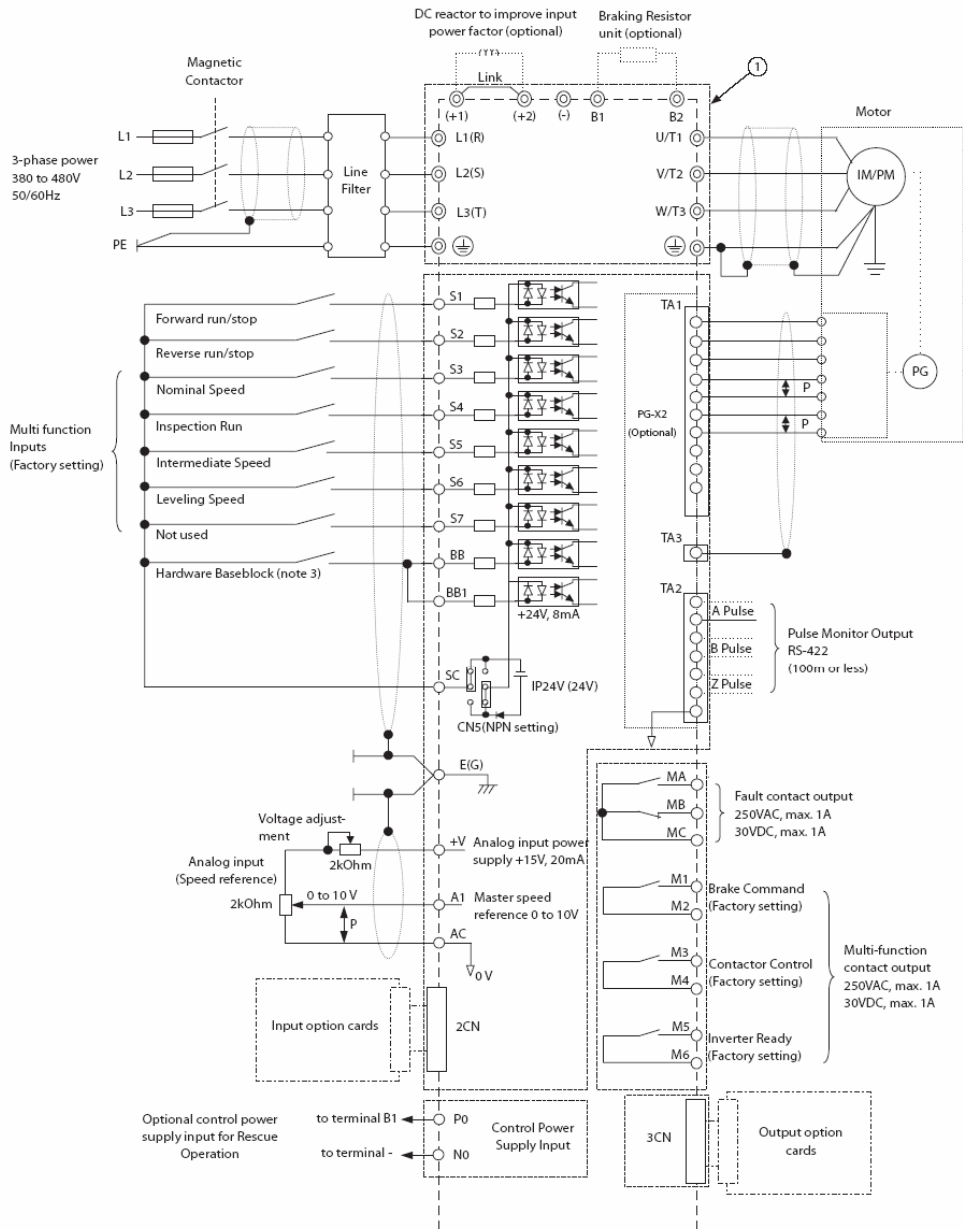 DC reactor to improve input
power factor (optional)
Braking Resistor
unit (optional)
1
Magnetic
Contactor
Link
(+1)
(+2)
(-)
B1
B2
Motor
L1
L1(R)
U/T1
3-phase power
380 to 480V
50/60Hz
L2
Line
Filter
L2(S)
V/T2
IM/PM
L3
L3(T)
W/T3
PE
S1
TA1
Forward run/stop
S2
Reverse run/stop
S3
Nominal Speed
P
PG
S4
Inspection Run
PG-X2
(Optional)
P
Multi function
Inputs
(Factory setting)
S5
Intermediate Speed
S6
Leveling Speed
S7
Not used
BB
TA3
Hardware Baseblock (note 3)
BB1
+24V, 8mA
TA2
A Pulse
B Pulse
Z Pulse
Pulse Monitor Output
RS-422
(100m or less)
SC
IP24V (24V)
CN5(NPN setting)
E(G)
MA
MB
MC
Fault contact output
250VAC, max. 1A
30VDC, max. 1A
Voltage adjust-
ment
2kOhm
+V
Analog input power
supply +15V, 20mA
Analog input
(Speed reference)
2kOhm
0 to 10 V
P
A1
Master speed
reference 0 to 10V
AC
0 V
M1
M2
Brake Command
(Factory setting)
M3
M4
Contactor Control
(Factory setting)
M5
M6
Inverter Ready
(Factory setting)
Multi-function
contact output
250VAC, max. 1A
30VDC, max. 1A
Input option cards
2CN
Optional control power
supply input for Rescue
Operation
to terminal B1
P0
to terminal -
N0
Control Power
Supply Input
3CN
Output option
cards